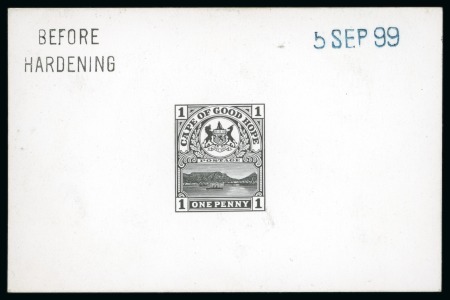 BEFORE
HARDENING
5 SEP 99
1 1
CAPE OF GOOD HOPE
POSTAGE
1 ONE PENNY 1